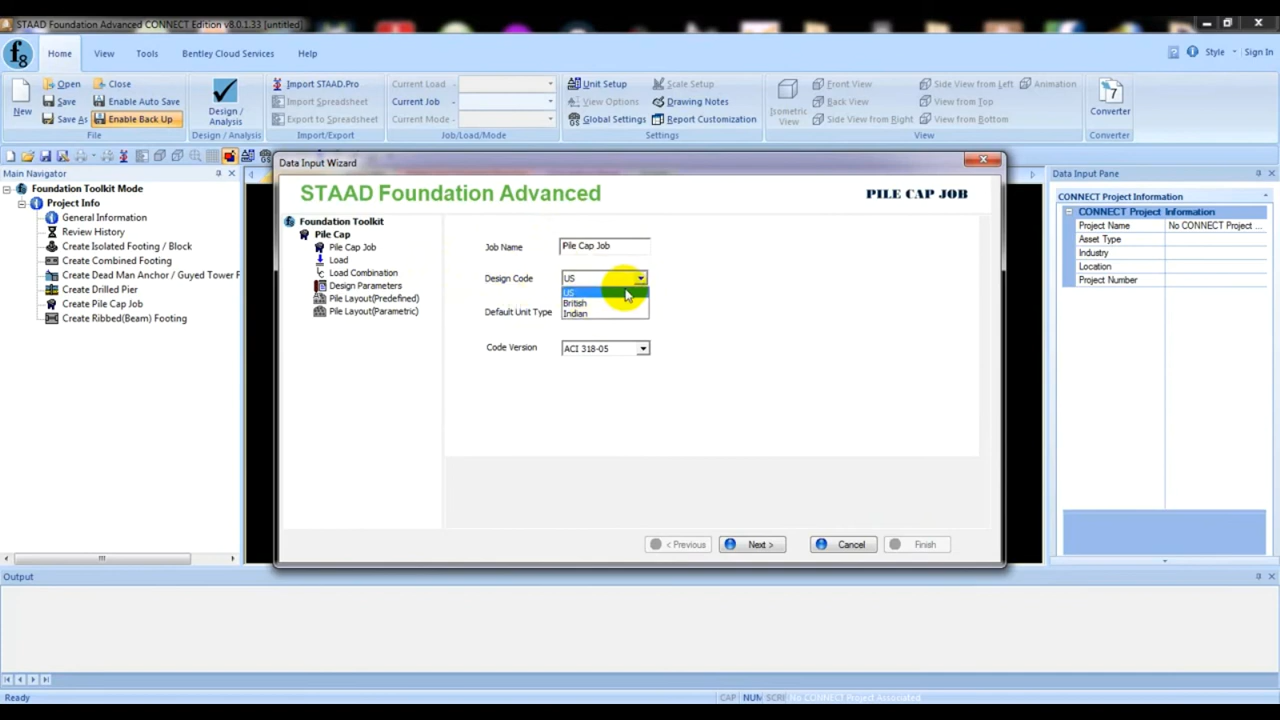 STAAD Foundation Advanced CONNECT Edition v8.0.1.33 [untitled]
Home View Tools Bentley Cloud Services Help Style Sign In
New
Open Close
Save Enable Auto Save
Save As Enable Back Up
File
Design / Analysis
Design / Analysis
Import STAAD.Pro
Import Spreadsheet
Export to Spreadsheet
Import/Export
Current Load
Current Job
Current Mode
Job/Load/Mode
Unit Setup Scale Setup
View Options Drawing Notes
Global Settings Report Customization
Settings
Isometric View
Front View Side View from Left Animation
Back View View from Top
Side View from Right View from Bottom
View
Converter
Converter
Main Navigator
Foundation Toolkit Mode
Project Info
General Information
Review History
Create Isolated Footing / Block
Create Combined Footing
Create Dead Man Anchor / Guyed Tower F
Create Drilled Pier
Create Pile Cap Job
Create Ribbed(Beam) Footing
Data Input Wizard
STAAD Foundation Advanced
PILE CAP JOB
Foundation Toolkit
Pile Cap
Pile Cap Job
Load
Load Combination
Design Parameters
Pile Layout(Predefined)
Pile Layout(Parametric)
Job Name Pile Cap Job
Design Code US
US
British
Indian
Default Unit Type
Code Version ACI 318-05
< Previous Next > Cancel Finish
Data Input Pane
CONNECT Project Information
CONNECT Project Information
Project Name No CONNECT Project ...
Asset Type
Industry
Location
Project Number
Output
Ready CAP NUM SCRI No CONNECT Project Associated